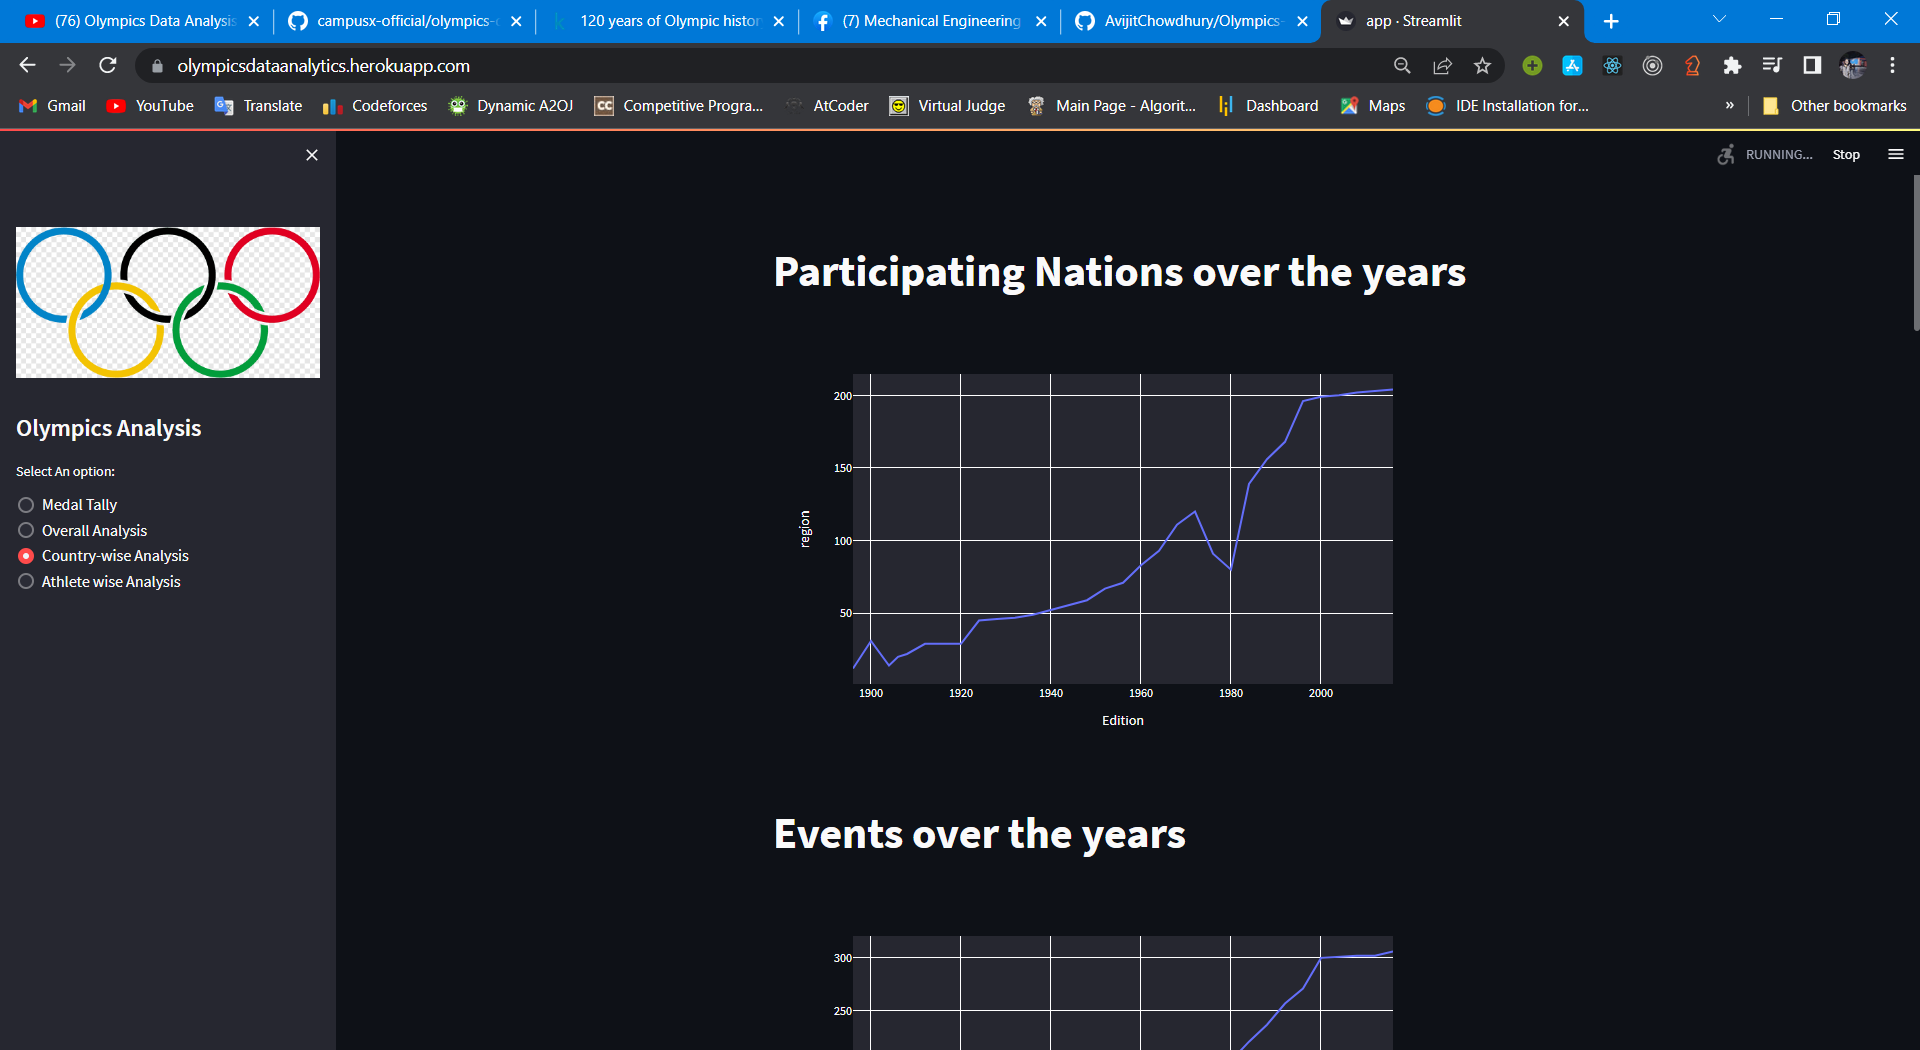 (76) Olympics Data Analysis
campusx-official/olympics-
120 years of Olympic histor
(7) Mechanical Engineering
AvijitChowdhury/Olympics-
app · Streamlit
olympicsdataanalytics.herokuapp.com
Gmail
YouTube
Translate
Codeforces
Dynamic A2OJ
CC
Competitive Progra...
AtCoder
Virtual Judge
Main Page - Algorit...
Dashboard
Maps
IDE Installation for...
»
Other bookmarks
RUNNING...
Stop
Olympics Analysis
Select An option:
Medal Tally
Overall Analysis
Country-wise Analysis
Athlete wise Analysis
Participating Nations over the years
200
150
100
50
region
1900 1920 1940 1960 1980 2000
Edition
Events over the years
300
250